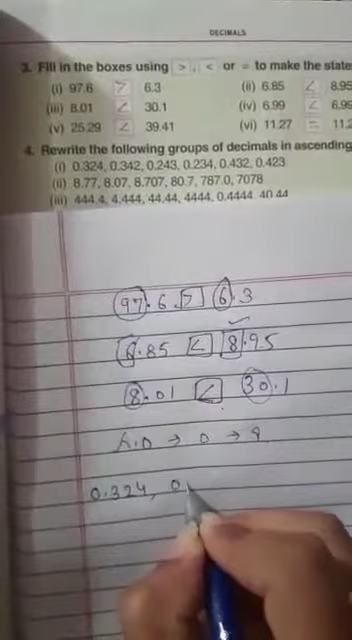 DECIMALS
3. Fill in the boxes using > , < or = to make the state
(i) 97.6 > 6.3 (ii) 6.85 < 8.95
(iii) 8.01 < 30.1 (iv) 6.99 < 6.99
(v) 25.29 < 39.41 (vi) 11.27 = 11.2
4. Rewrite the following groups of decimals in ascending
(i) 0.324, 0.342, 0.243, 0.234, 0.432, 0.423
(ii) 8.77, 8.07, 8.707, 80.7, 787.0, 7078
(iii) 444.4, 4.444, 44.44, 4444, 0.4444, 40.44
97.6 > 6.3
6.85 < 8.95
8.01 < 30.1
A.O → 0 → 9
0.324, 0.